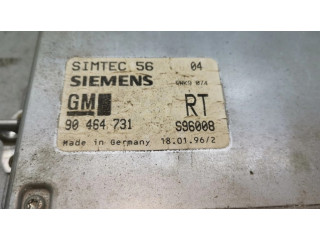 SIMTEC 56 04
SIEMENS
GM RT
90 464 731 S96008
Made in Germany 18.01.96/2